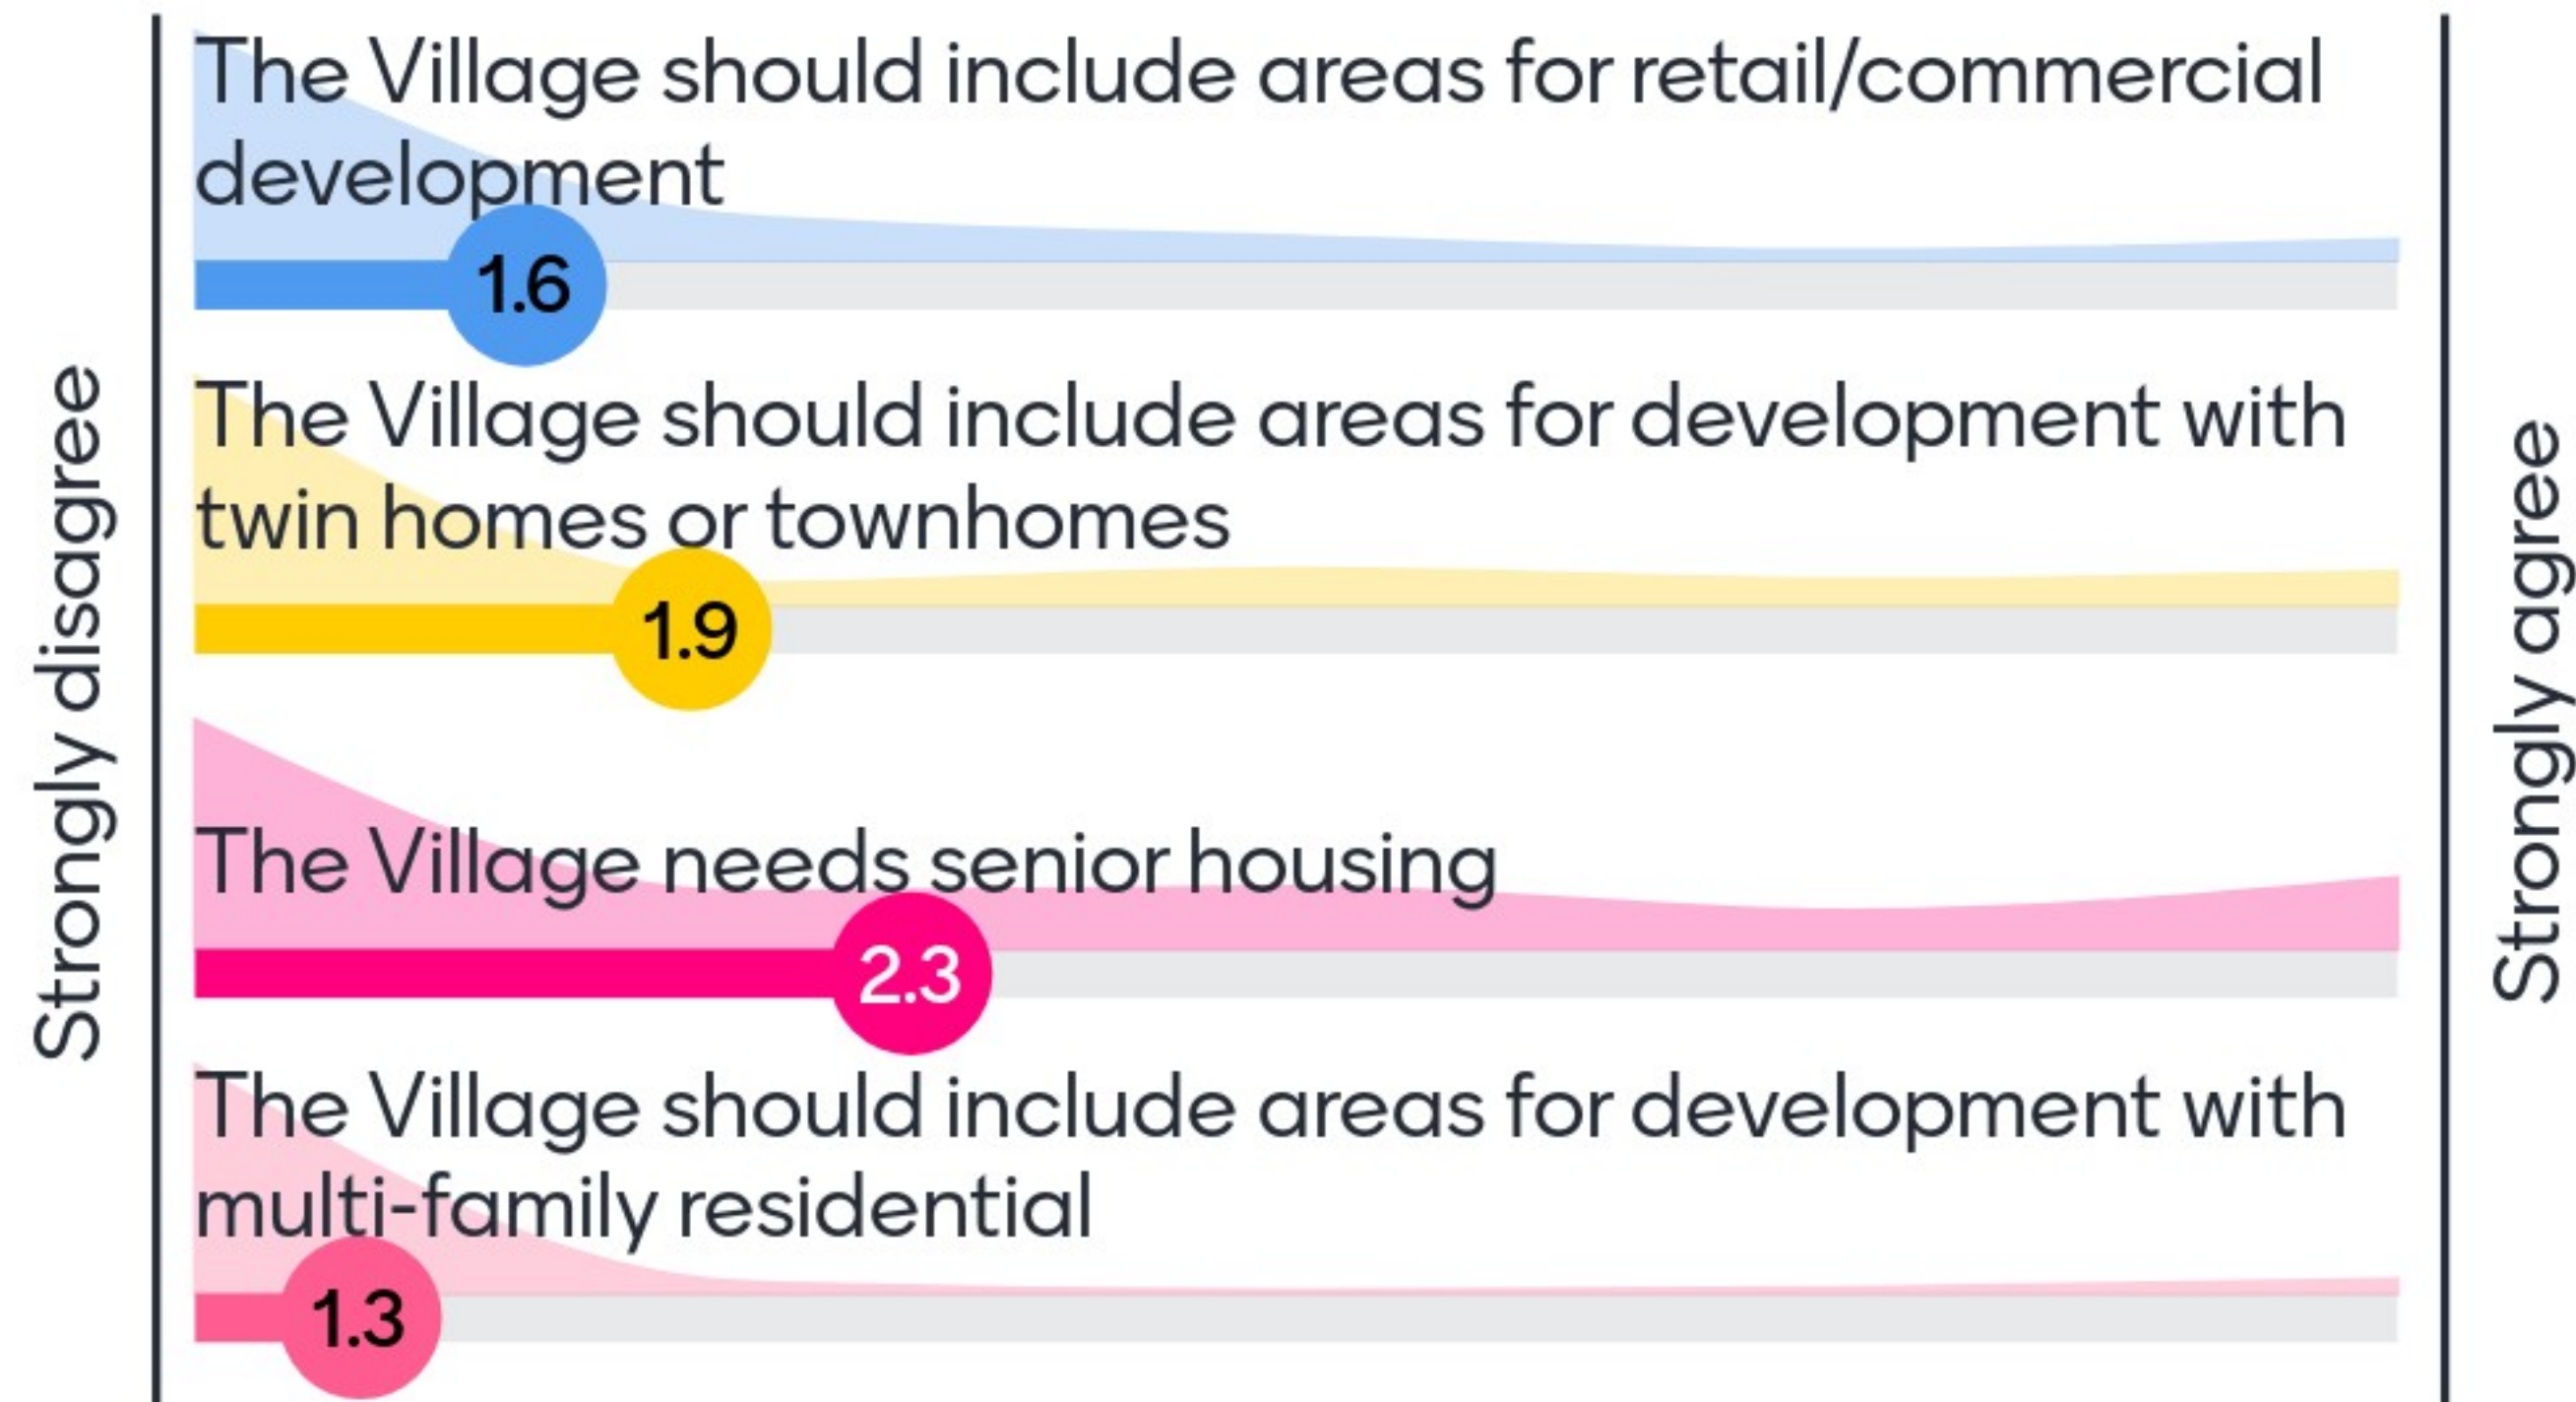 Strongly disagree
The Village should include areas for retail/commercial
development
1.6
The Village should include areas for development with
twin homes or townhomes
1.9
The Village needs senior housing
2.3
The Village should include areas for development with
multi-family residential
1.3
Strongly agree